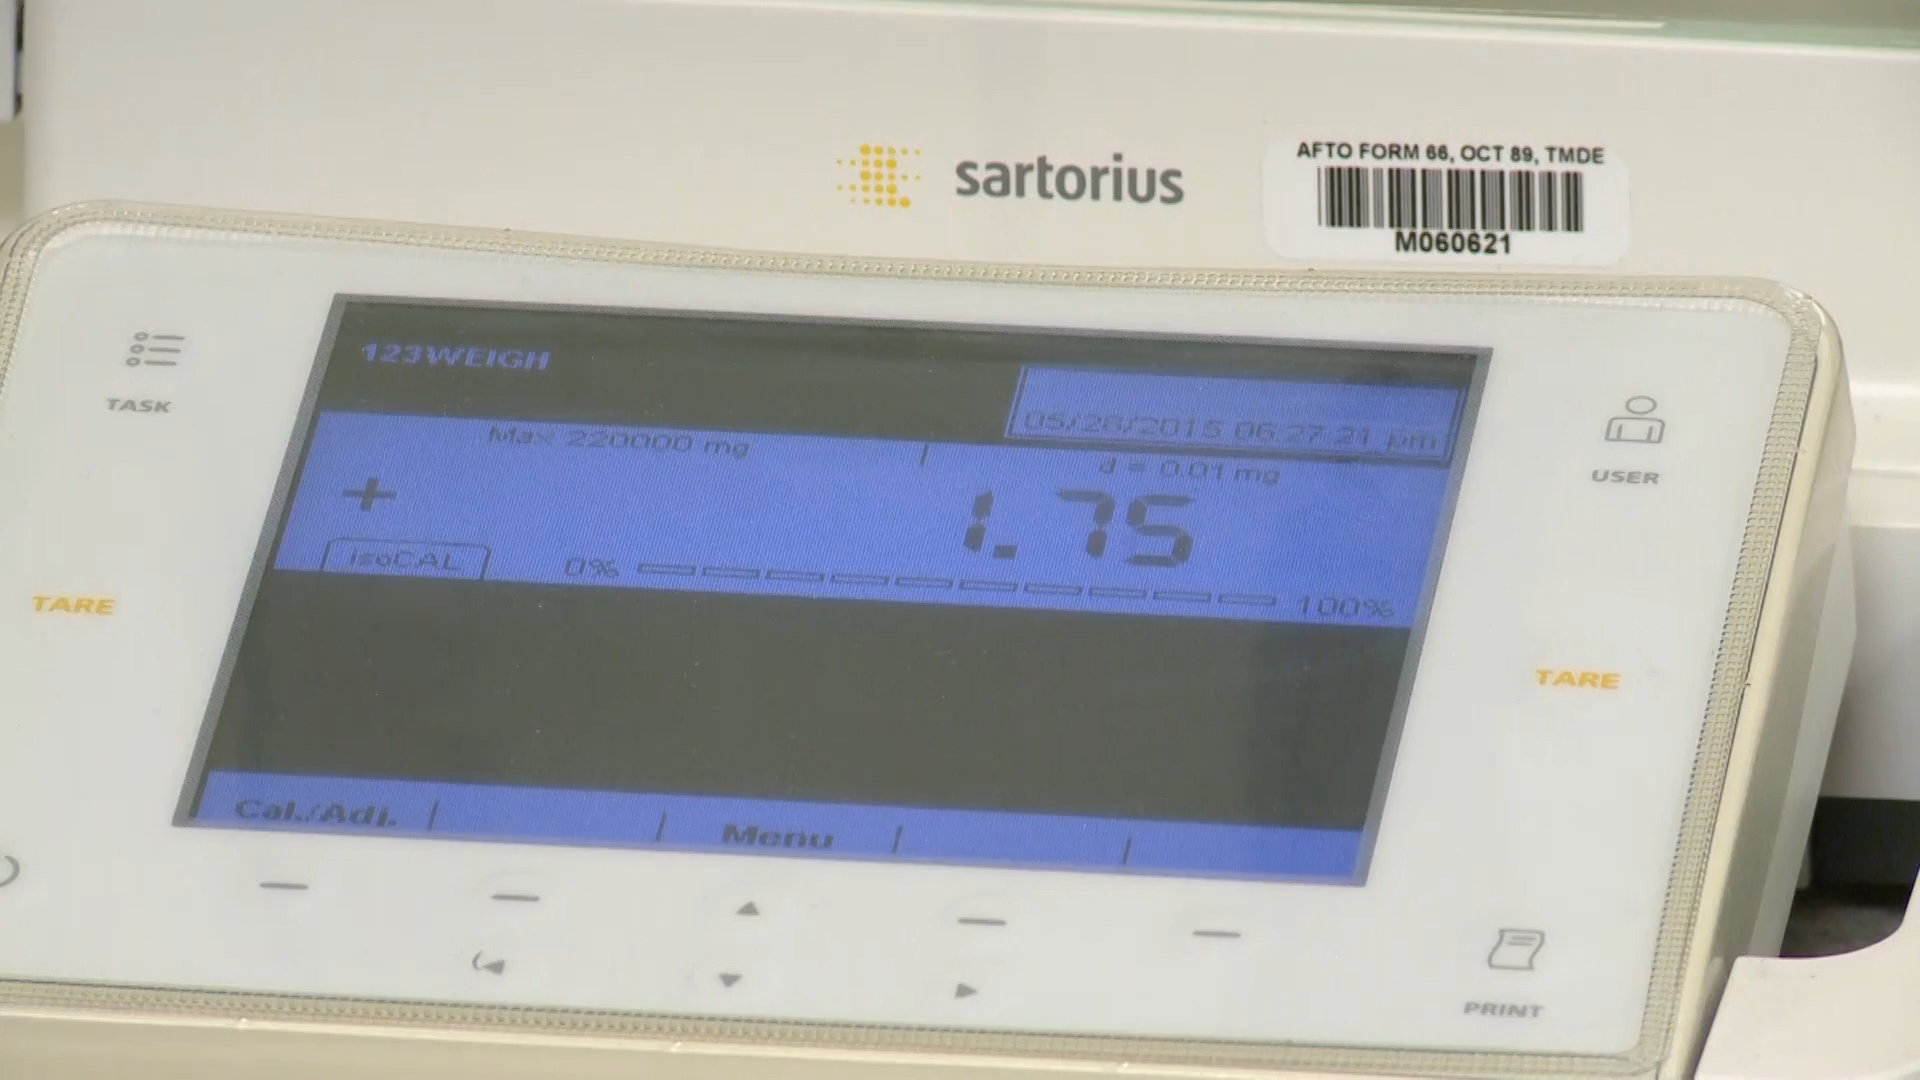 sartorius
AFTO FORM 66, OCT 89, TMDE
M060621
TASK
123WEIGH
05/28/2015 06:27:21 pm
USER
Max 220000 mg
d = 0.01 mg
+ 1.75
isoCAL
0%
100%
TARE
TARE
Cal./Adj.
Menu
PRINT